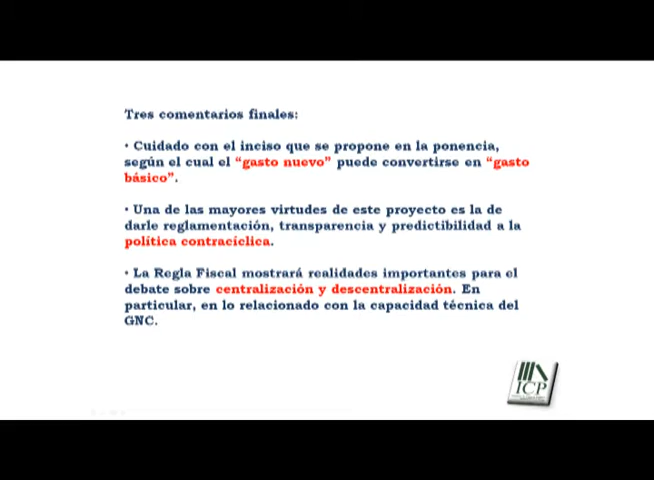 Tres comentarios finales:
• Cuidado con el inciso que se propone en la ponencia,
según el cual el “gasto nuevo” puede convertirse en “gasto
básico”.
• Una de las mayores virtudes de este proyecto es la de
darle reglamentación, transparencia y predictibilidad a la
política contracíclica.
• La Regla Fiscal mostrará realidades importantes para el
debate sobre centralización y descentralización. En
particular, en lo relacionado con la capacidad técnica del
GNC.
ICP